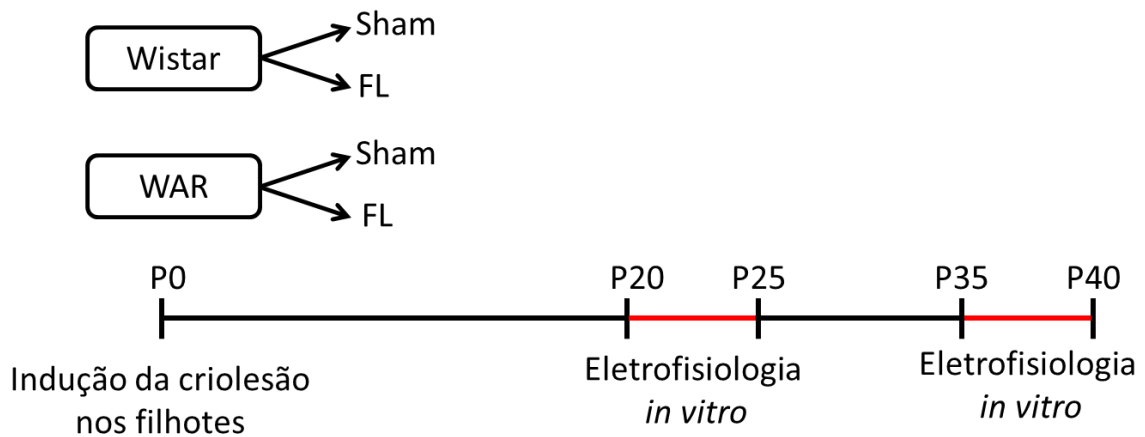 Wistar
Sham
FL
WAR
Sham
FL
P0
P20
P25
P35
P40
Indução da criolesão
nos filhotes
Eletrofisiologia
in vitro
Eletrofisiologia
in vitro